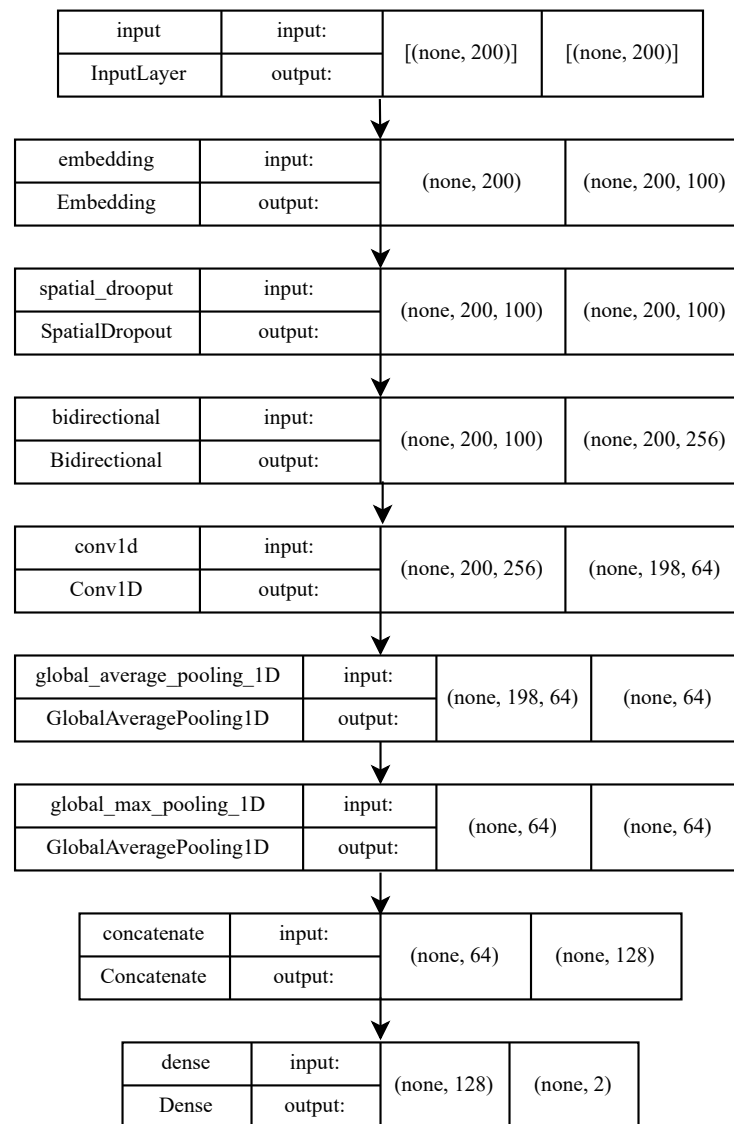 input input: [(none, 200)] [(none, 200)]
InputLayer output:
embedding input: (none, 200) (none, 200, 100)
Embedding output:
spatial_drooput input: (none, 200, 100) (none, 200, 100)
SpatialDropout output:
bidirectional input: (none, 200, 100) (none, 200, 256)
Bidirectional output:
conv1d input: (none, 200, 256) (none, 198, 64)
Conv1D output:
global_average_pooling_1D input: (none, 198, 64) (none, 64)
GlobalAveragePooling1D output:
global_max_pooling_1D input: (none, 64) (none, 64)
GlobalAveragePooling1D output:
concatenate input: (none, 64) (none, 128)
Concatenate output:
dense input: (none, 128) (none, 2)
Dense output: